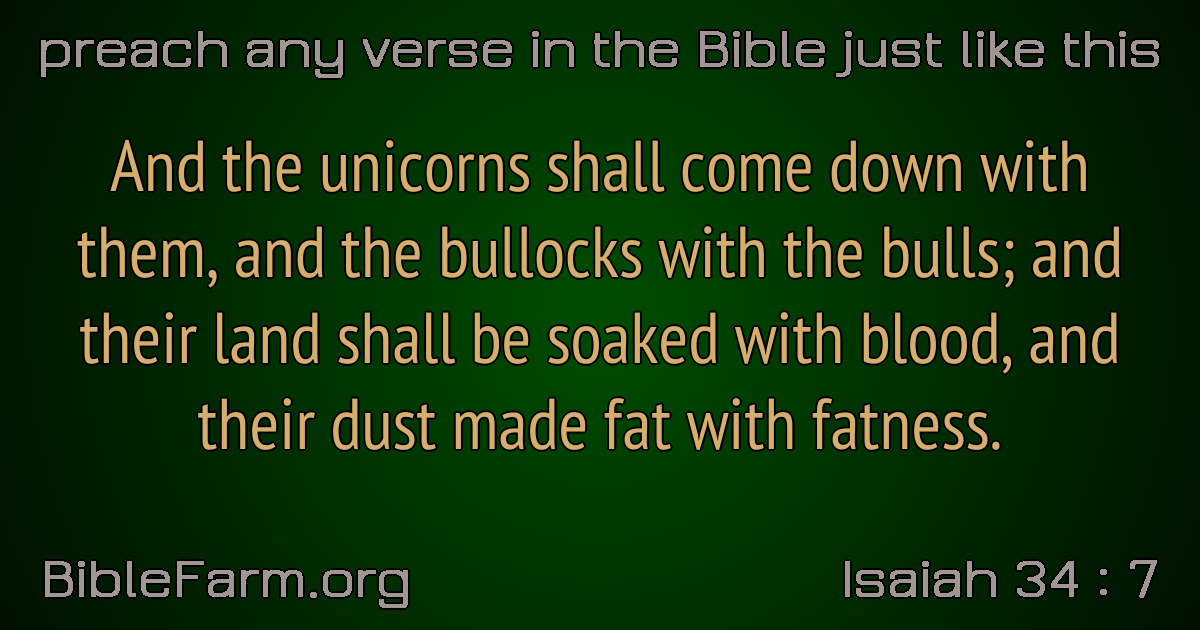 preach any verse in the Bible just like this
And the unicorns shall come down with
them, and the bullocks with the bulls; and
their land shall be soaked with blood, and
their dust made fat with fatness.
BibleFarm.org
Isaiah 34 : 7